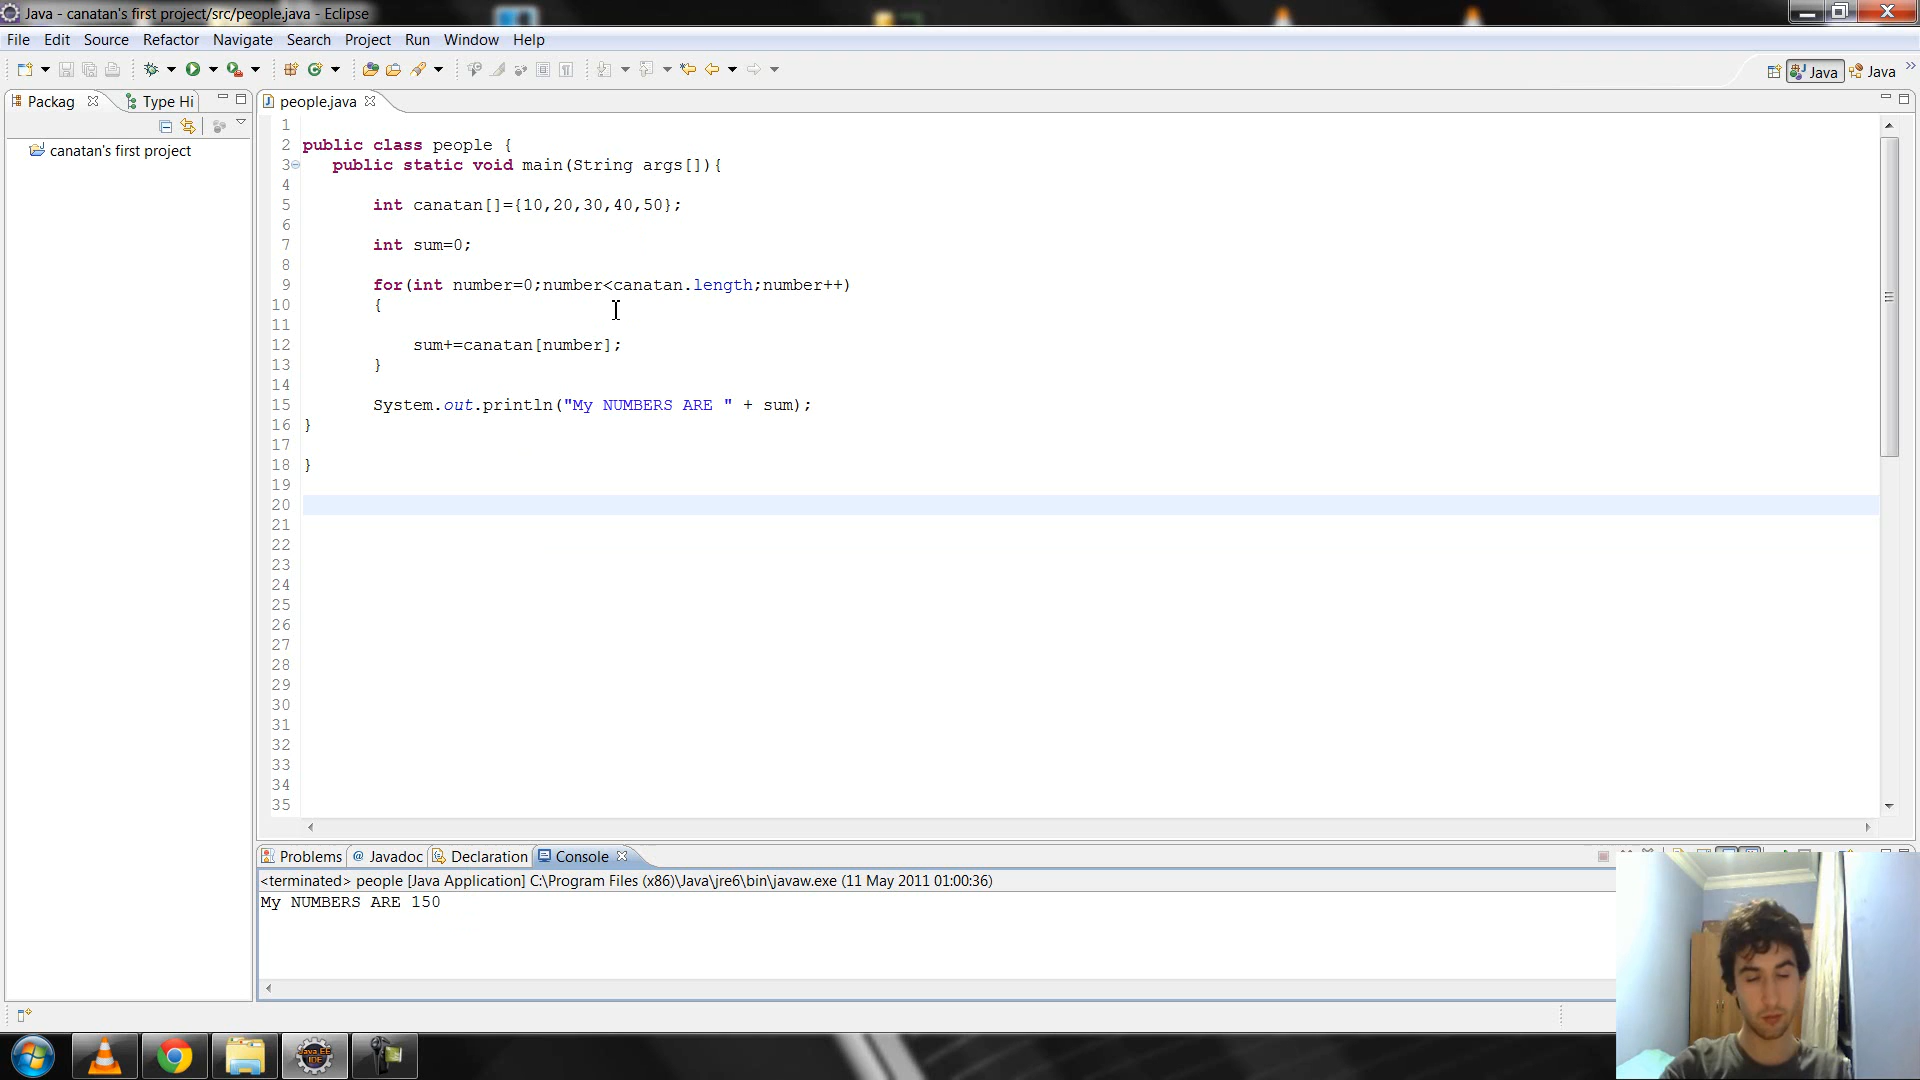 Java - canatan's first project/src/people.java - Eclipse
File Edit Source Refactor Navigate Search Project Run Window Help
Java Java
Packag Type Hi people.java
canatan's first project
1
2 public class people {
3 public static void main(String args[]){
4
5 int canatan[]={10,20,30,40,50};
6
7 int sum=0;
8
9 for(int number=0;number<canatan.length;number++)
10 {
11
12 sum+=canatan[number];
13 }
14
15 System.out.println("My NUMBERS ARE " + sum);
16 }
17
18 }
19
20
21
22
23
24
25
26
27
28
29
30
31
32
33
34
35
Problems @ Javadoc Declaration Console
<terminated> people [Java Application] C:\Program Files (x86)\Java\jre6\bin\javaw.exe (11 May 2011 01:00:36)
My NUMBERS ARE 150
Java EE
IDE